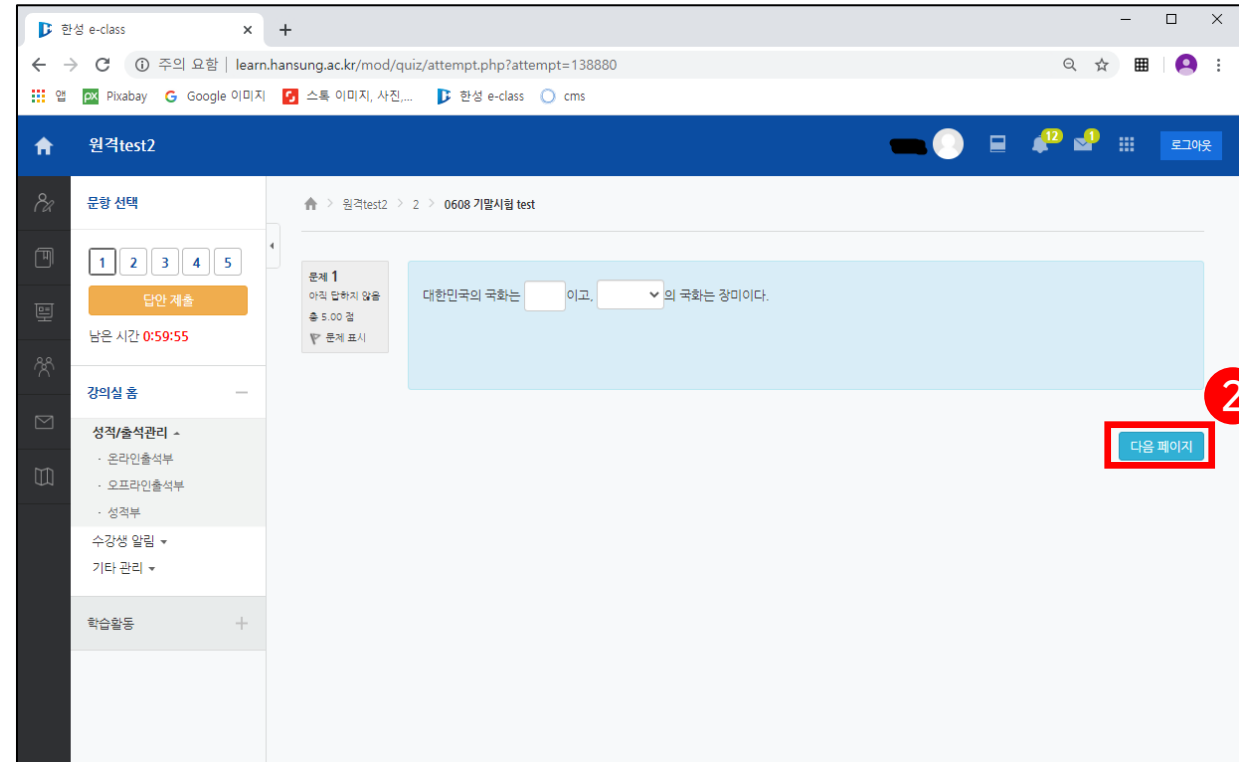 한성 e-class
주의 요함 | learn.hansung.ac.kr/mod/quiz/attempt.php?attempt=138880
앱 Pixabay Google 이미지 스톡 이미지, 사진,... 한성 e-class cms
원격test2 12 1 로그아웃
문항 선택
1 2 3 4 5
답안 제출
남은 시간 0:59:55
강의실 홈
성적/출석관리
· 온라인출석부
· 오프라인출석부
· 성적부
수강생 알림
기타 관리
학습활동
원격test2 > 2 > 0608 기말시험 test
문제 1
아직 답하지 않음
총 5.00 점
문제 표시
대한민국의 국화는 이고, 의 국화는 장미이다.
2
다음 페이지